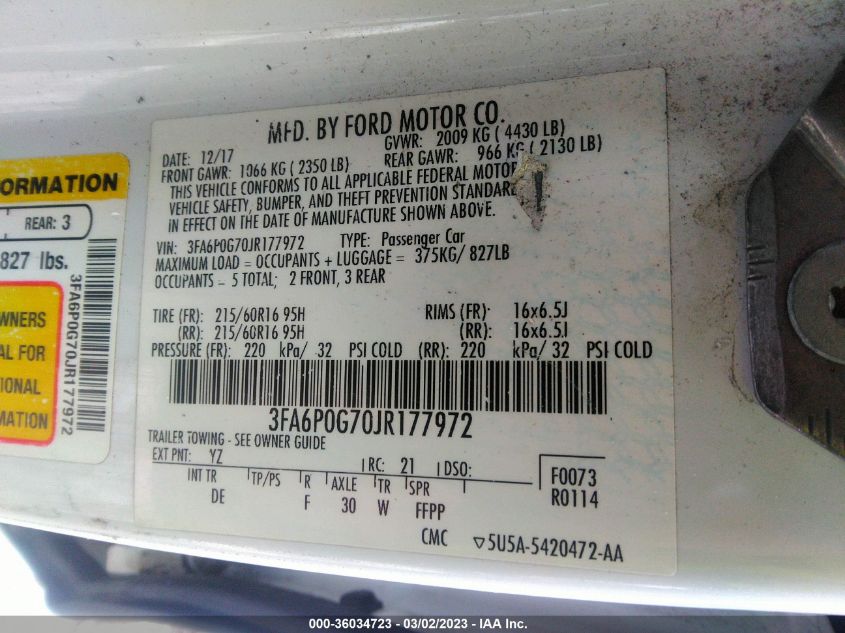 MFD. BY FORD MOTOR CO.
DATE: 12/17 GVWR: 2009 KG ( 4430 LB)
FRONT GAWR: 1066 KG ( 2350 LB) REAR GAWR: 966 KG ( 2130 LB)
THIS VEHICLE CONFORMS TO ALL APPLICABLE FEDERAL MOTOR
VEHICLE SAFETY, BUMPER, AND THEFT PREVENTION STANDARD
IN EFFECT ON THE DATE OF MANUFACTURE SHOWN ABOVE.
VIN: 3FA6P0G70JR177972 TYPE: Passenger Car
MAXIMUM LOAD = OCCUPANTS + LUGGAGE = 375KG/ 827LB
OCCUPANTS = 5 TOTAL; 2 FRONT, 3 REAR
TIRE (FR): 215/60R16 95H RIMS (FR): 16x6.5J
(RR): 215/60R16 95H (RR): 16x6.5J
PRESSURE (FR): 220 kPa/ 32 PSI COLD (RR): 220 kPa/ 32 PSI COLD
3FA6P0G70JR177972
TRAILER TOWING - SEE OWNER GUIDE
EXT PNT: YZ RC: 21 DSO:
INT TR TP/PS R AXLE TR SPR
DE F 30 W FFPP
F0073
R0114
CMC 5U5A-5420472-AA
ORMATION
REAR: 3
827 lbs.
3FA6P0G70JR177972
WNERS
AL FOR
IONAL
MATION
000-36034723 - 03/02/2023 - IAA Inc.